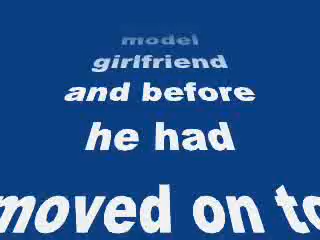 model
girlfriend
and before
he had
moved on to